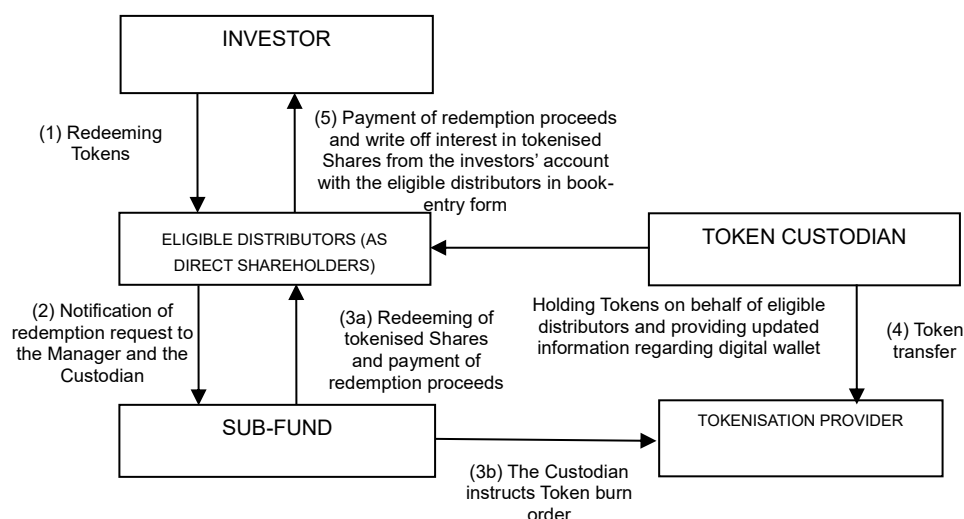 INVESTOR
(1) Redeeming
Tokens
(5) Payment of redemption proceeds
and write off interest in tokenised
Shares from the investors’ account
with the eligible distributors in book-
entry form
ELIGIBLE DISTRIBUTORS (AS
DIRECT SHAREHOLDERS)
TOKEN CUSTODIAN
(2) Notification of
redemption request to
the Manager and the
Custodian
(3a) Redeeming of
tokenised Shares
and payment of
redemption proceeds
Holding Tokens on behalf of eligible
distributors and providing updated
information regarding digital wallet
(4) Token
transfer
SUB-FUND
TOKENISATION PROVIDER
(3b) The Custodian
instructs Token burn
order